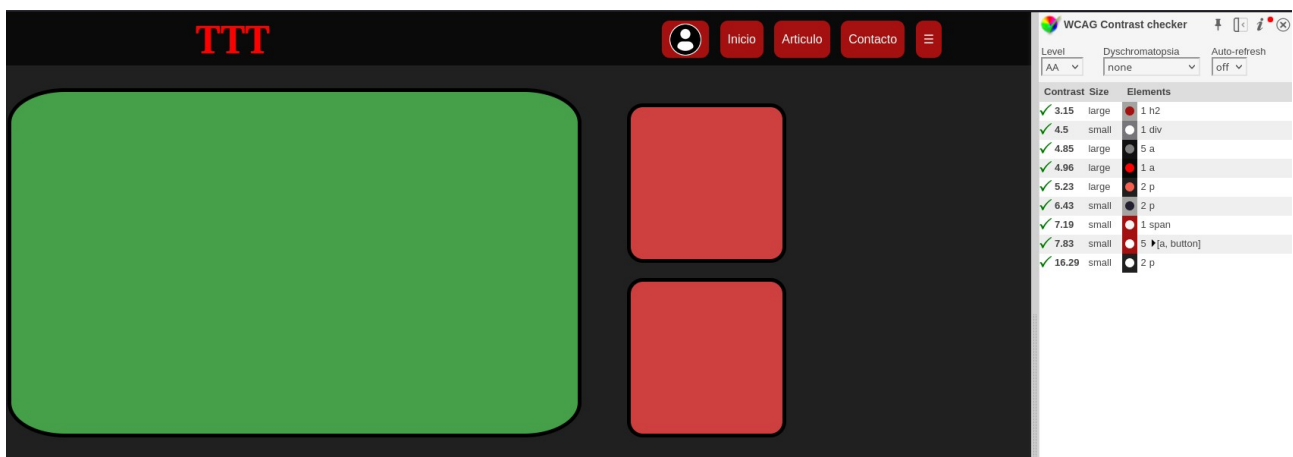 TTT
Inicio Articulo Contacto ☰
WCAG Contrast checker
Level Dyschromatopsia Auto-refresh
AA none off
Contrast Size Elements
3.15 large 1 h2
4.5 small 1 div
4.85 large 5 a
4.96 large 1 a
5.23 large 2 p
6.43 small 2 p
7.19 small 1 span
7.83 small 5 [a, button]
16.29 small 2 p